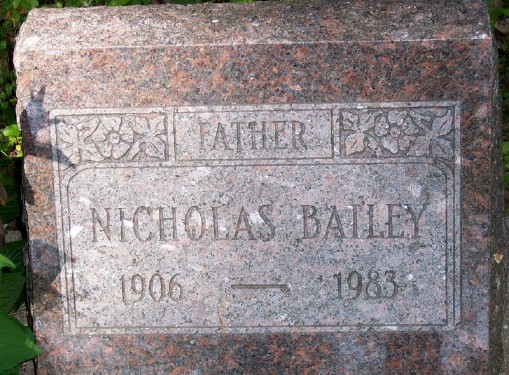 FATHER
NICHOLAS BATLEY
1906 — 1983